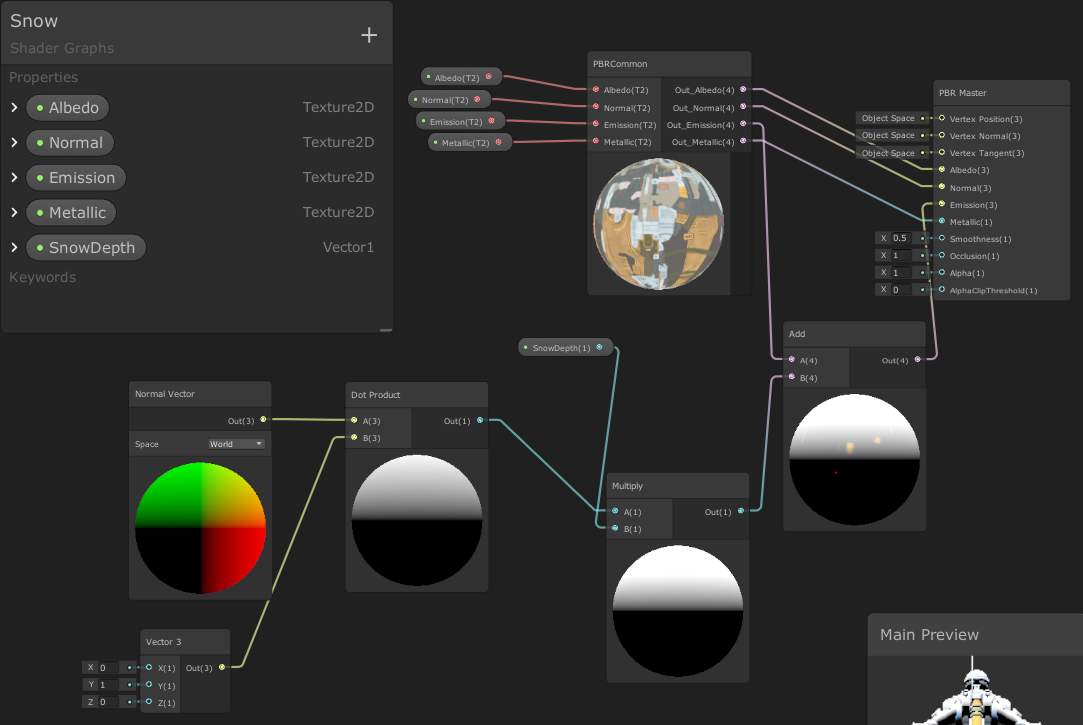 Snow
Shader Graphs
Properties
Albedo Texture2D
Normal Texture2D
Emission Texture2D
Metallic Texture2D
SnowDepth Vector1
Keywords
Albedo(T2)
Normal(T2)
Emission(T2)
Metallic(T2)
PBRCommon
Albedo(T2) Out_Albedo(4)
Normal(T2) Out_Normal(4)
Emission(T2) Out_Emission(4)
Metallic(T2) Out_Metallic(4)
PBR Master
Object Space Vertex Position(3)
Object Space Vertex Normal(3)
Object Space Vertex Tangent(3)
Albedo(3)
Normal(3)
Emission(3)
Metallic(1)
X 0.5 Smoothness(1)
X 1 Occlusion(1)
X 1 Alpha(1)
X 0 AlphaClipThreshold(1)
SnowDepth(1)
Add
A(4) Out(4)
B(4)
Normal Vector
Out(3)
Space World
Dot Product
A(3) Out(1)
B(3)
Multiply
A(1) Out(1)
B(1)
Vector 3
X 0 X(1) Out(3)
Y 1 Y(1)
Z 0 Z(1)
Main Preview